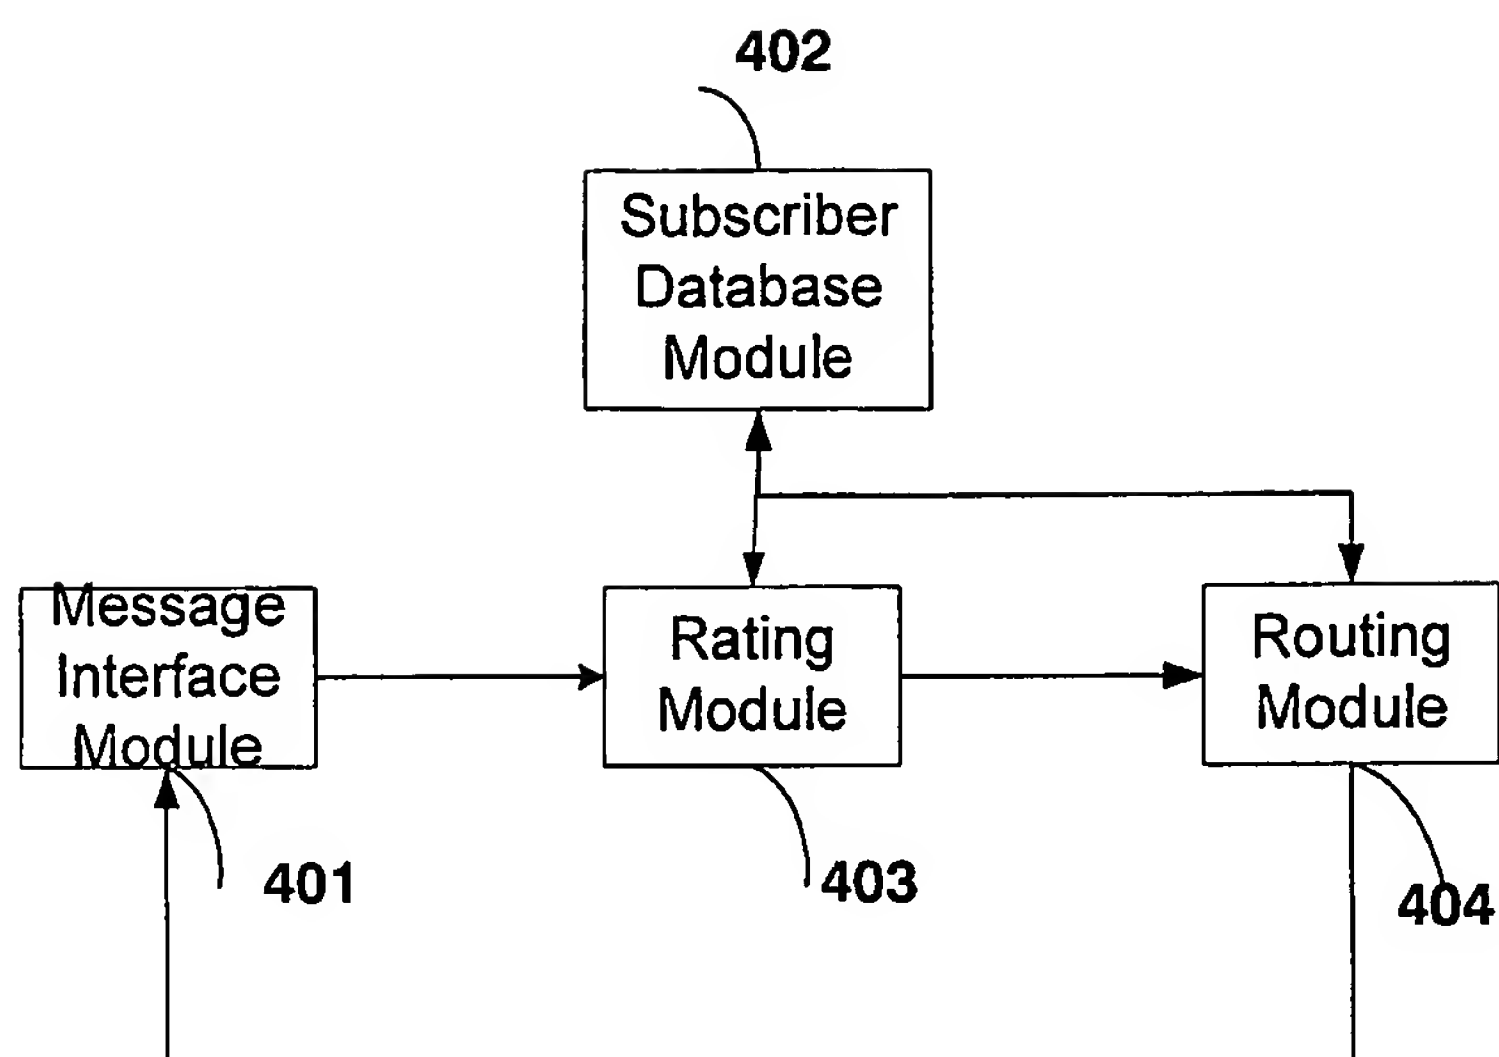 402
Subscriber
Database
Module
Message
Interface
Module
Rating
Module
Routing
Module
401
403
404